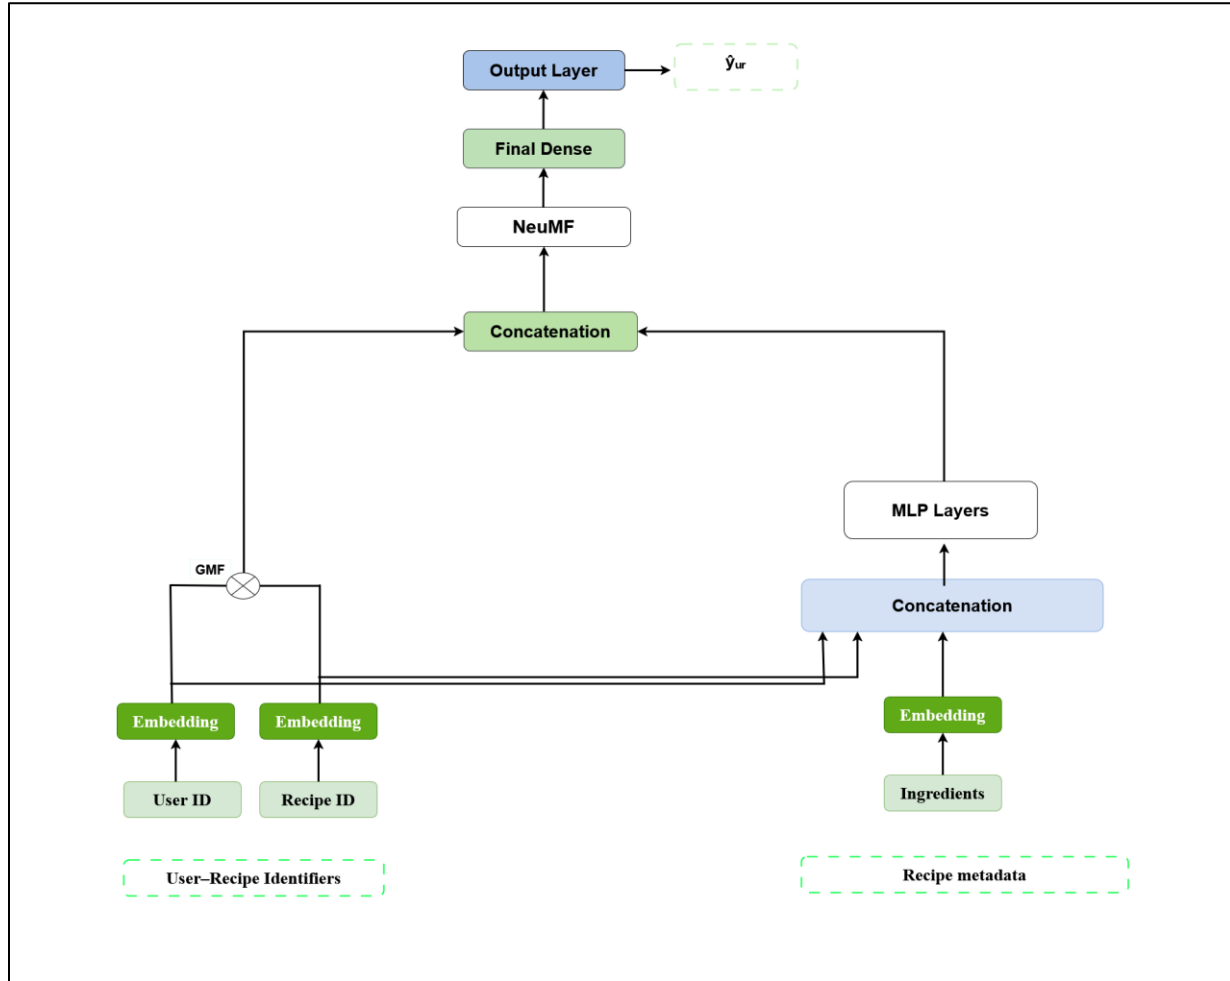 Output Layer
ŷur
Final Dense
NeuMF
Concatenation
MLP Layers
GMF
Concatenation
Embedding
Embedding
Embedding
User ID
Recipe ID
Ingredients
User–Recipe Identifiers
Recipe metadata